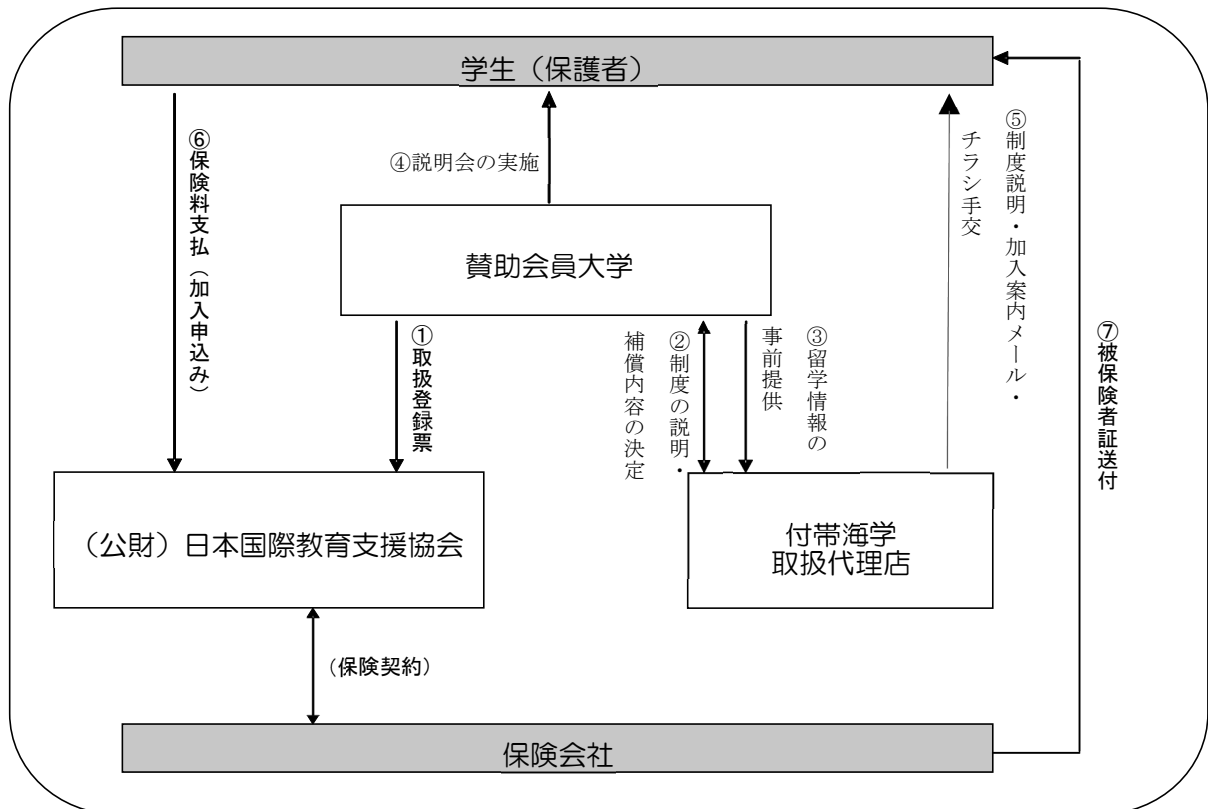 学生（保護者）
⑥保険料支払（加入申込み）
④説明会の実施
⑤制度説明・加入案内メール・
チラシ手交
⑦被保険者証送付
賛助会員大学
①取扱登録票
②制度の説明・
補償内容の決定
③留学情報の
事前提供
（公財）日本国際教育支援協会
付帯海学
取扱代理店
（保険契約）
保険会社